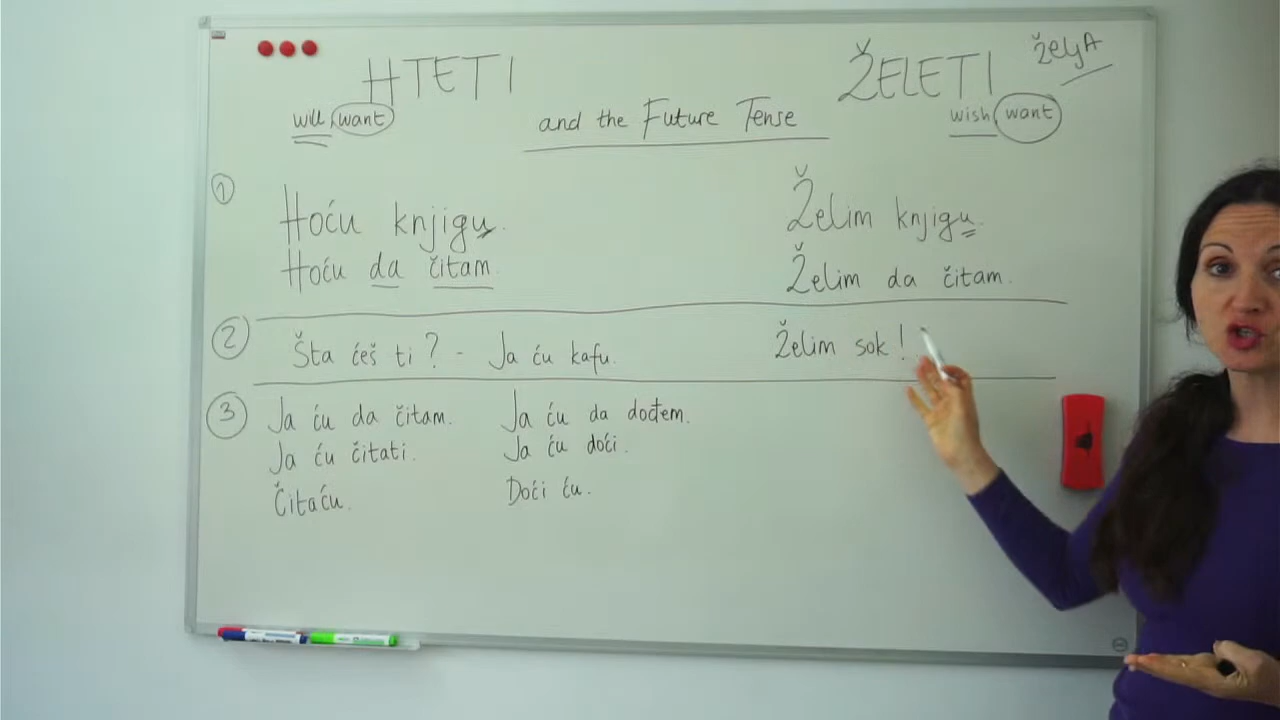 HTETI
ŽELETI
željA
will, want
and the Future Tense
wish, want
1
Hoću knjigu.
Želim knjigu.
Hoću da čitam.
Želim da čitam.
2
Šta ćeš ti? - Ja ću kafu.
Želim sok!
3
Ja ću da čitam.
Ja ću da dođem.
Ja ću čitati.
Ja ću doći.
Čitaću.
Doći ću.